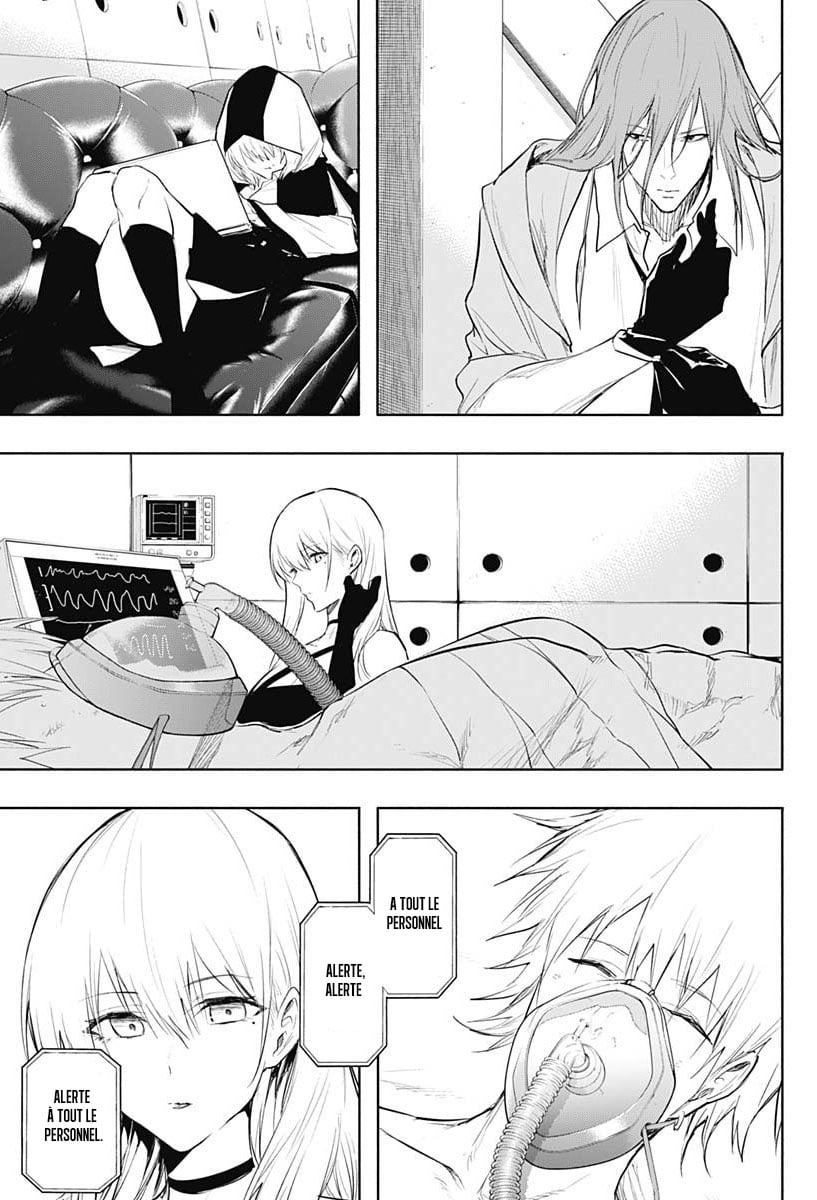 A TOUT LE
PERSONNEL
ALERTE,
ALERTE
ALERTE
À TOUT LE
PERSONNEL.